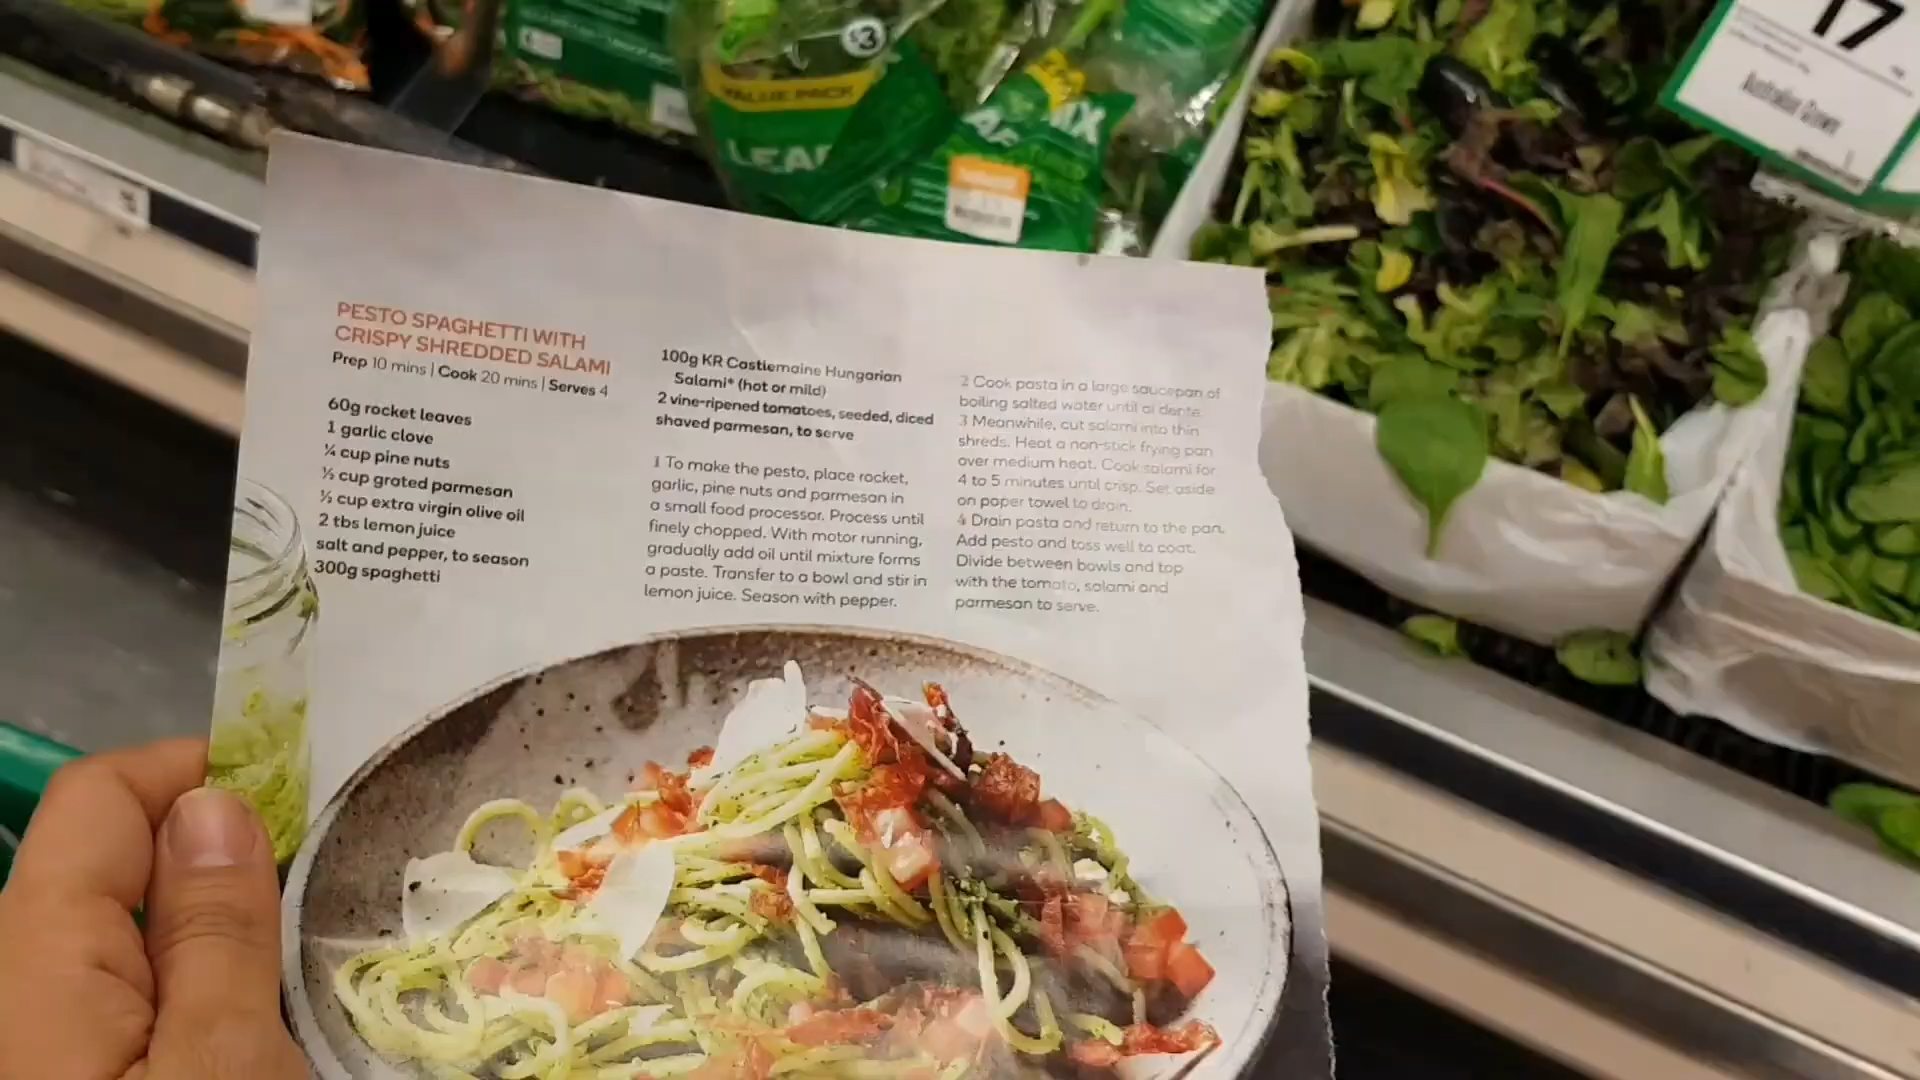 $3
VALUE PACK
LEAF
17
Australian Grown
PESTO SPAGHETTI WITH
CRISPY SHREDDED SALAMI
Prep 10 mins | Cook 20 mins | Serves 4
60g rocket leaves
1 garlic clove
¼ cup pine nuts
⅓ cup grated parmesan
⅓ cup extra virgin olive oil
2 tbs lemon juice
salt and pepper, to season
300g spaghetti
100g KR Castlemaine Hungarian
Salami* (hot or mild)
2 vine-ripened tomatoes, seeded, diced
shaved parmesan, to serve
1 To make the pesto, place rocket,
garlic, pine nuts and parmesan in
a small food processor. Process until
finely chopped. With motor running,
gradually add oil until mixture forms
a paste. Transfer to a bowl and stir in
lemon juice. Season with pepper.
2 Cook pasta in a large saucepan of
boiling salted water until al dente.
3 Meanwhile, cut salami into thin
shreds. Heat a non-stick frying pan
over medium heat. Cook salami for
4 to 5 minutes until crisp. Set aside
on paper towel to drain.
4 Drain pasta and return to the pan.
Add pesto and toss well to coat.
Divide between bowls and top
with the tomato, salami and
parmesan to serve.